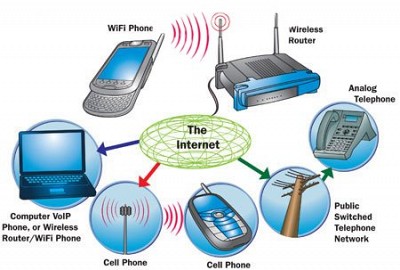 WiFi Phone
Wireless
Router
Analog
Telephone
The
Internet
Computer VoIP
Phone, or Wireless
Router/WiFi Phone
Cell Phone
Cell Phone
Public
Switched
Telephone
Network